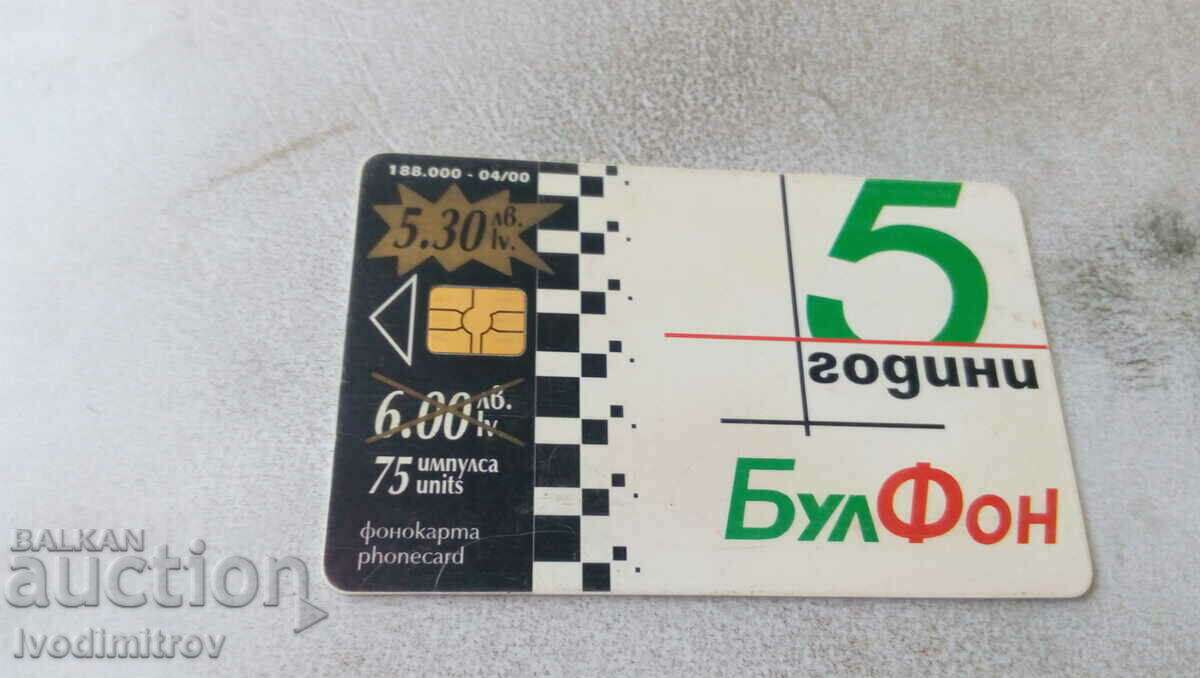 188.000 - 04/00
5.30 лв.
lv.
6.00 лв.
lv.
75 импулса
units
фонокарта
phonecard
5
години
БулФон
BALKAN
auction
Ivodimitrov